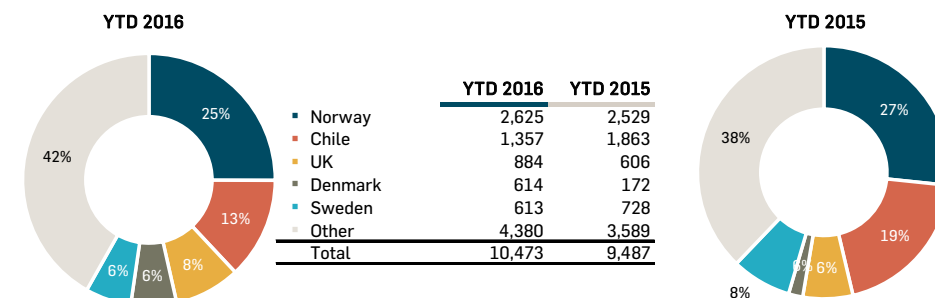 YTD 2016
25%
13%
8%
6%
6%
42%
YTD 2016 YTD 2015
Norway 2,625 2,529
Chile 1,357 1,863
UK 884 606
Denmark 614 172
Sweden 613 728
Other 4,380 3,589
Total 10,473 9,487
YTD 2015
27%
19%
6%
8%
38%